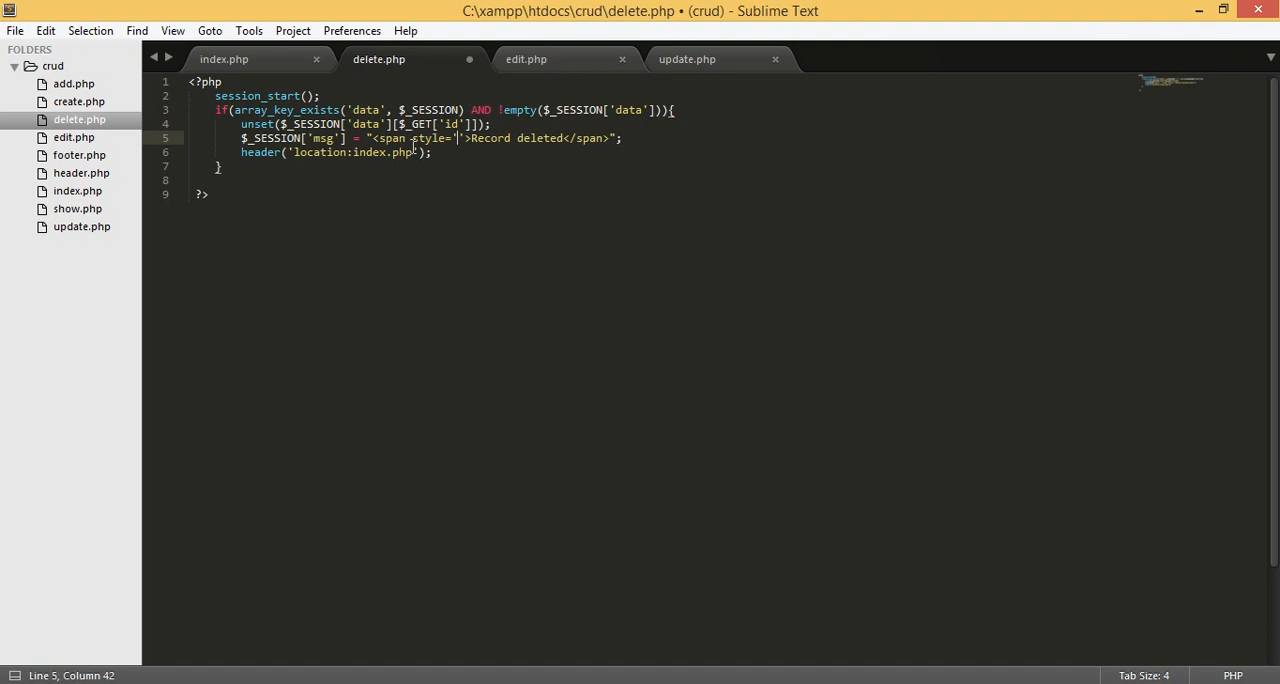 C:\xampp\htdocs\crud\delete.php • (crud) - Sublime Text
File Edit Selection Find View Goto Tools Project Preferences Help
FOLDERS
crud
add.php
create.php
delete.php
edit.php
footer.php
header.php
index.php
show.php
update.php
index.php × delete.php edit.php × update.php ×
1 <?php
2 session_start();
3 if(array_key_exists('data', $_SESSION) AND !empty($_SESSION['data'])){
4 unset($_SESSION['data'][$_GET['id']]);
5 $_SESSION['msg'] = "<span style=''>Record deleted</span>";
6 header('location:index.php');
7 }
8
9 ?>
Line 5, Column 42
Tab Size: 4
PHP